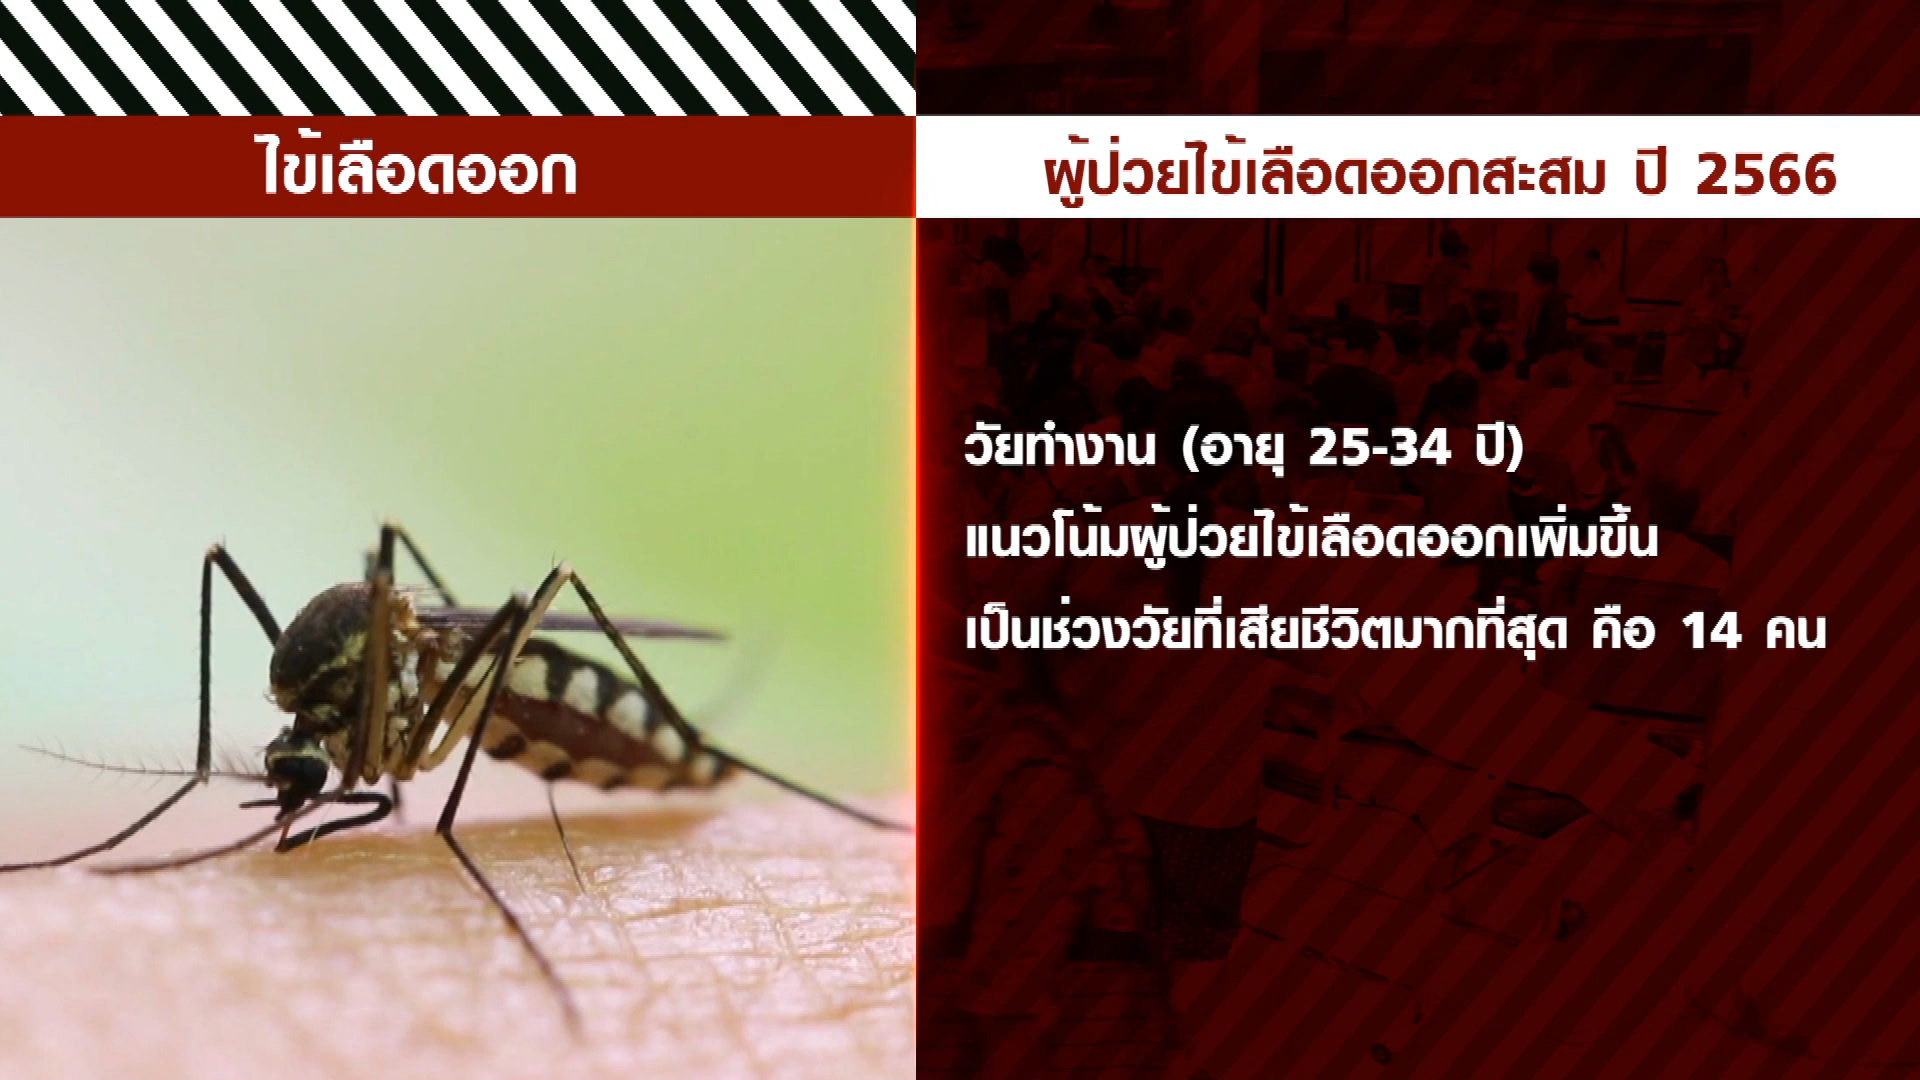 ไข้เลือดออก
ผู้ป่วยไข้เลือดออกสะสม ปี 2566
วัยทำงาน (อายุ 25-34 ปี)
แนวโน้มผู้ป่วยไข้เลือดออกเพิ่มขึ้น
เป็นช่วงวัยที่เสียชีวิตมากที่สุด คือ 14 คน